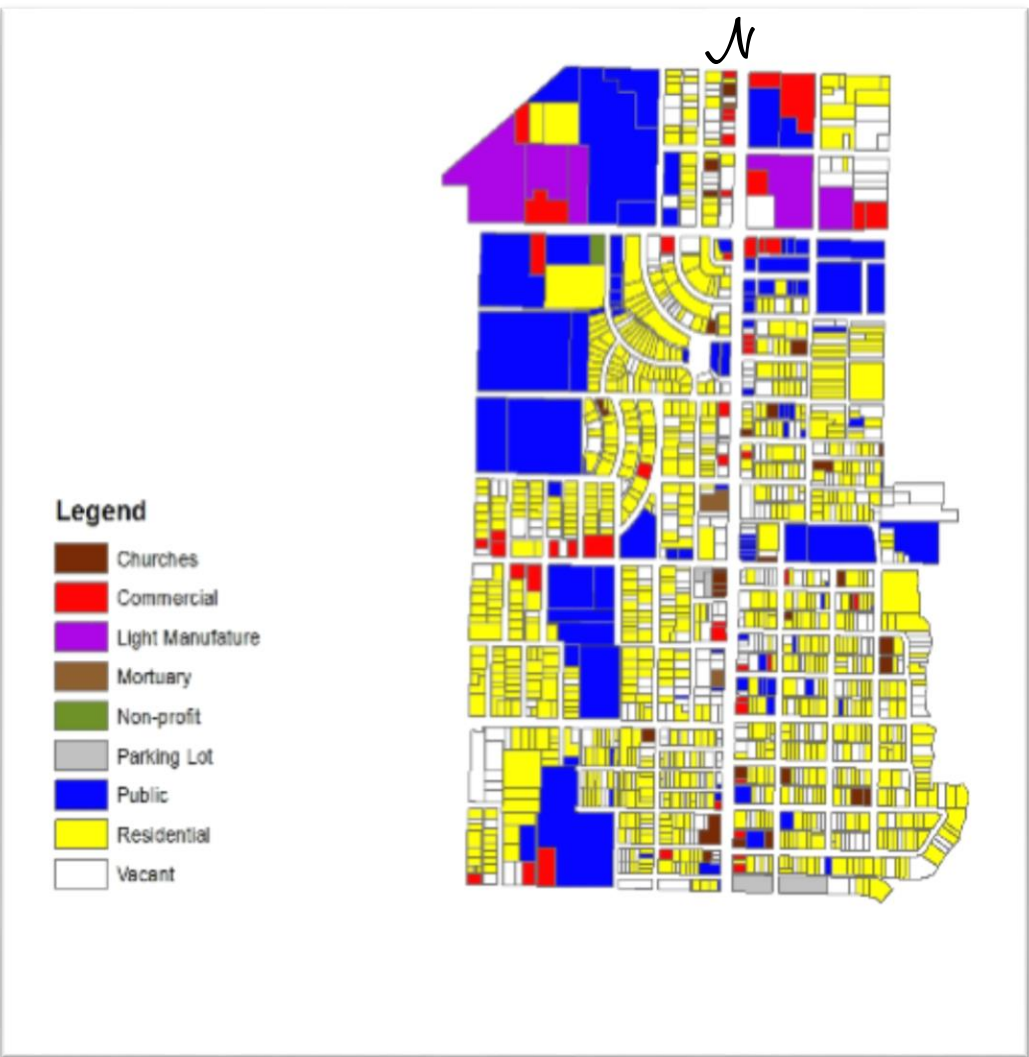 N
Legend
Churches
Commercial
Light Manufature
Mortuary
Non-profit
Parking Lot
Public
Residential
Vacant